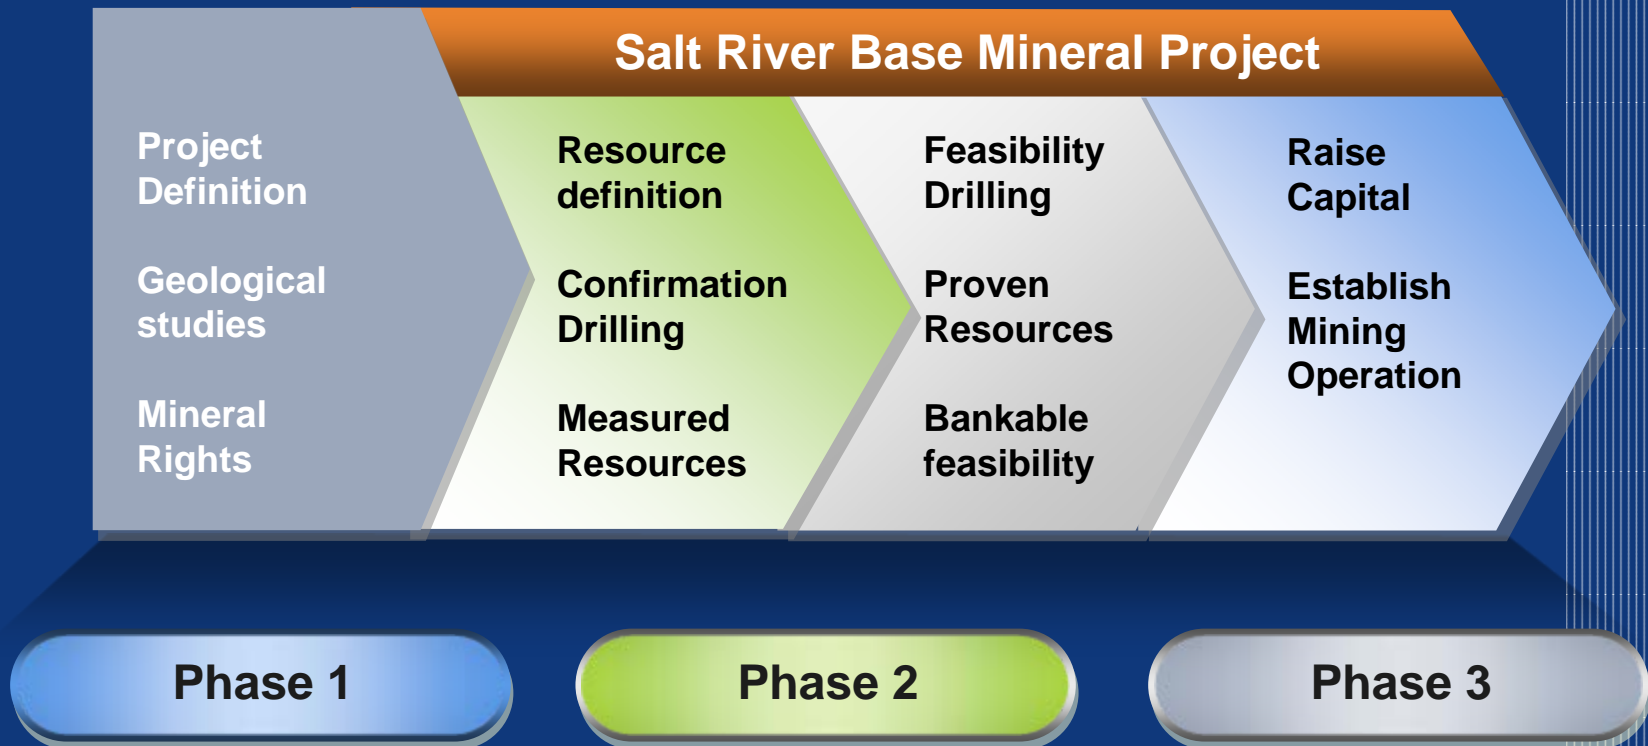 Salt River Base Mineral Project
Project
Definition
Geological
studies
Mineral
Rights
Resource
definition
Confirmation
Drilling
Measured
Resources
Feasibility
Drilling
Proven
Resources
Bankable
feasibility
Raise
Capital
Establish
Mining
Operation
Phase 1
Phase 2
Phase 3